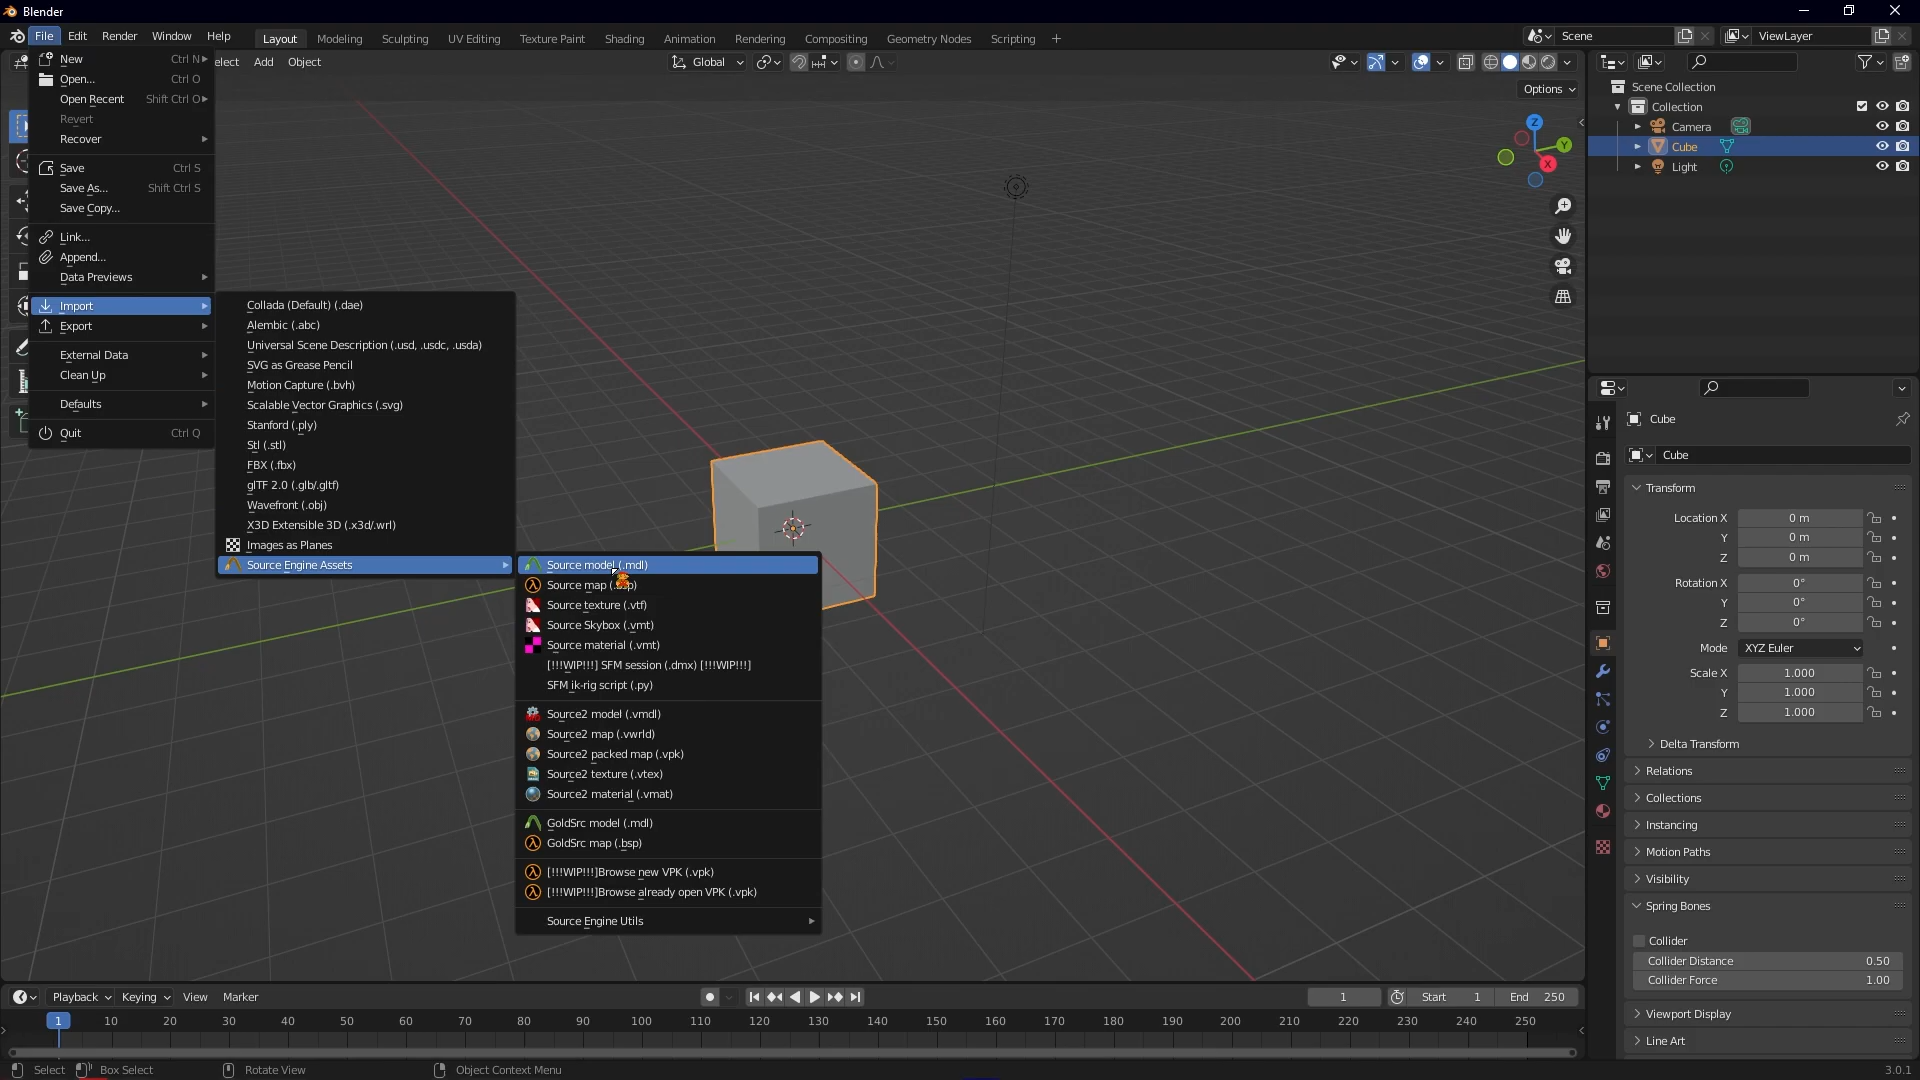 Blender
File Edit Render Window Help
Layout Modeling Sculpting UV Editing Texture Paint Shading Animation Rendering Compositing Geometry Nodes Scripting +
Scene
ViewLayer
elect Add Object
Global
Options
New Ctrl N
Open... Ctrl O
Open Recent Shift Ctrl O
Revert
Recover
Save Ctrl S
Save As... Shift Ctrl S
Save Copy...
Link...
Append...
Data Previews
Import
Export
External Data
Clean Up
Defaults
Quit Ctrl Q
Collada (Default) (.dae)
Alembic (.abc)
Universal Scene Description (.usd, .usdc, .usda)
SVG as Grease Pencil
Motion Capture (.bvh)
Scalable Vector Graphics (.svg)
Stanford (.ply)
Stl (.stl)
FBX (.fbx)
glTF 2.0 (.glb/.gltf)
Wavefront (.obj)
X3D Extensible 3D (.x3d/.wrl)
Images as Planes
Source Engine Assets
Source model (.mdl)
Source map
Source texture (.vtf)
Source Skybox (.vmt)
Source material (.vmt)
[!!!WIP!!!] SFM session (.dmx) [!!!WIP!!!]
SFM ik-rig script (.py)
Source2 model (.vmdl)
Source2 map (.vwrld)
Source2 packed map (.vpk)
Source2 texture (.vtex)
Source2 material (.vmat)
GoldSrc model (.mdl)
GoldSrc map (.bsp)
[!!!WIP!!!]Browse new VPK (.vpk)
[!!!WIP!!!]Browse already open VPK (.vpk)
Source Engine Utils
Z
Y
X
Scene Collection
Collection
Camera
Cube
Light
Cube
Cube
Transform
Location X 0 m
Y 0 m
Z 0 m
Rotation X 0°
Y 0°
Z 0°
Mode XYZ Euler
Scale X 1.000
Y 1.000
Z 1.000
Delta Transform
Relations
Collections
Instancing
Motion Paths
Visibility
Spring Bones
Collider
Collider Distance 0.50
Collider Force 1.00
Viewport Display
Line Art
Playback Keying View Marker
1 Start 1 End 250
1 10 20 30 40 50 60 70 80 90 100 110 120 130 140 150 160 170 180 190 200 210 220 230 240 250
Select Box Select Rotate View Object Context Menu 3.0.1